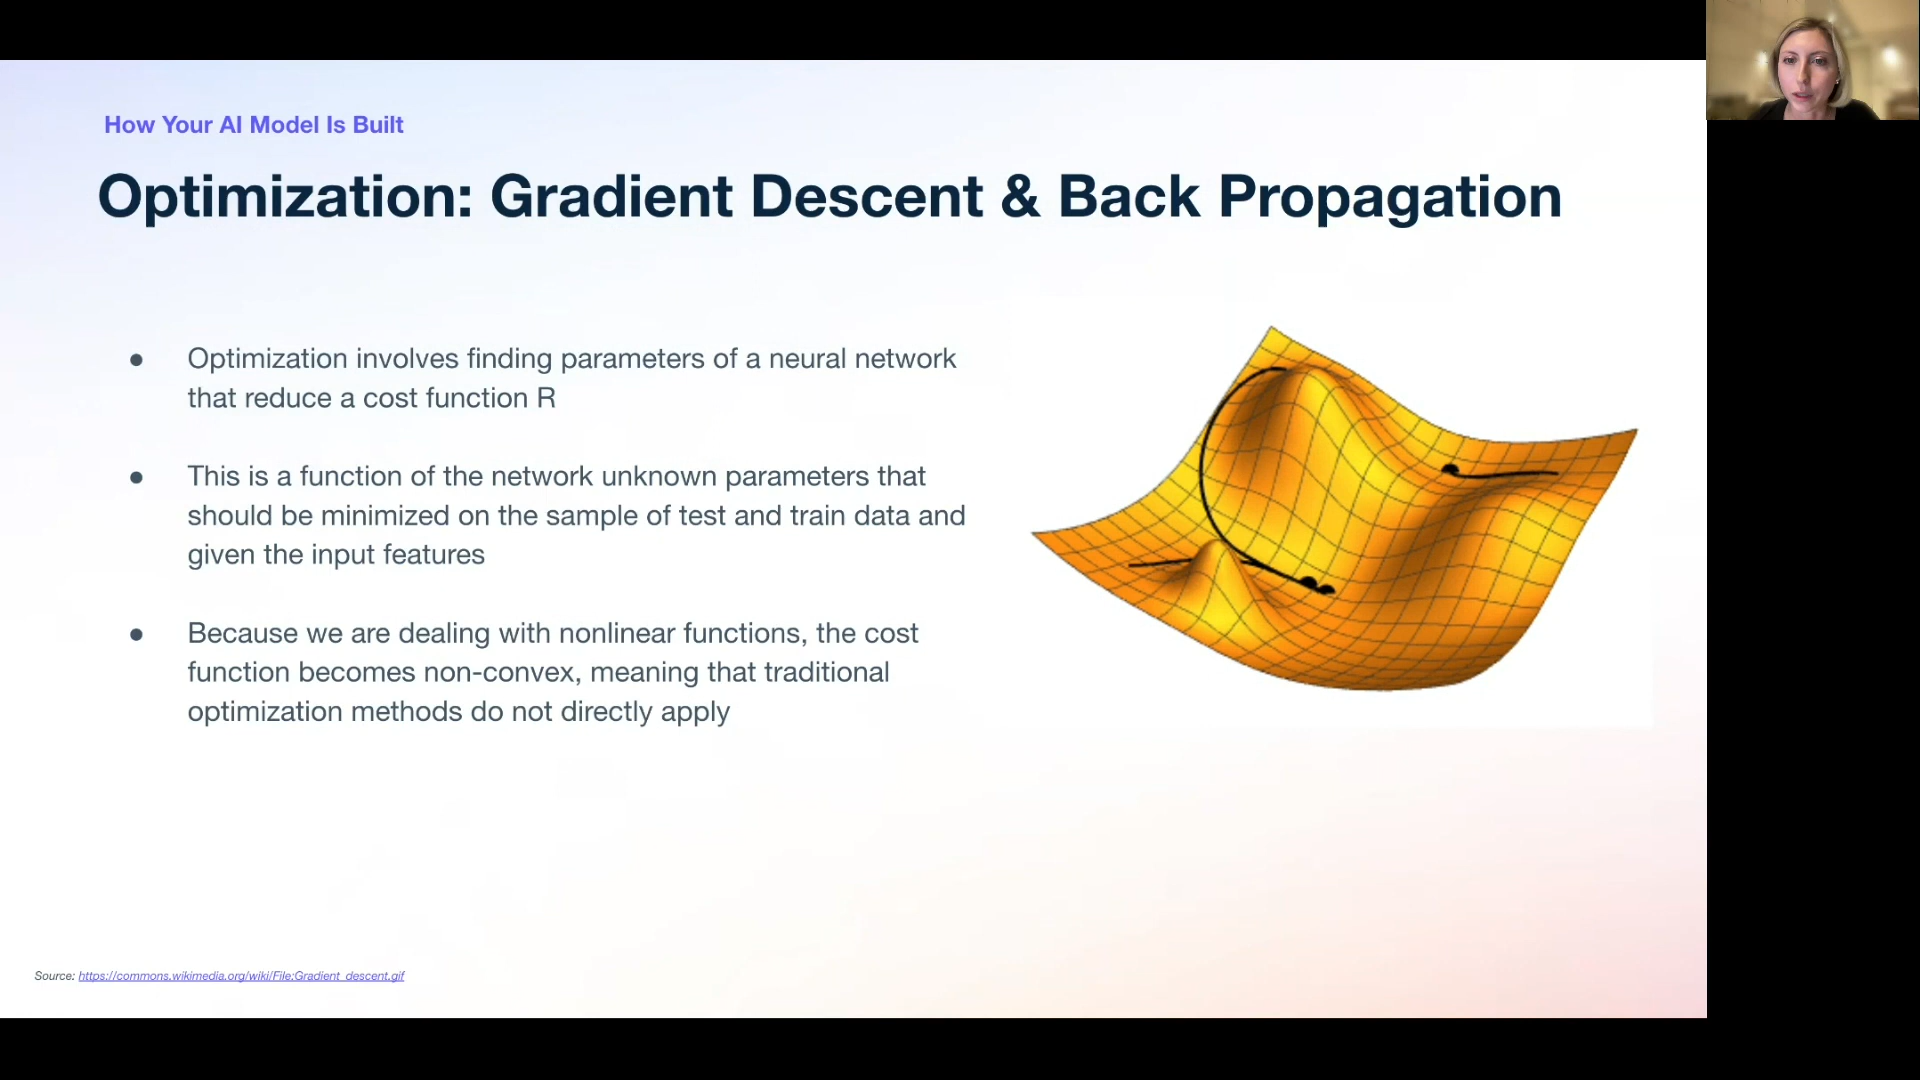 How Your AI Model Is Built
Optimization: Gradient Descent & Back Propagation
● Optimization involves finding parameters of a neural network
that reduce a cost function R
● This is a function of the network unknown parameters that
should be minimized on the sample of test and train data and
given the input features
● Because we are dealing with nonlinear functions, the cost
function becomes non-convex, meaning that traditional
optimization methods do not directly apply
Source: https://commons.wikimedia.org/wiki/File:Gradient_descent.gif